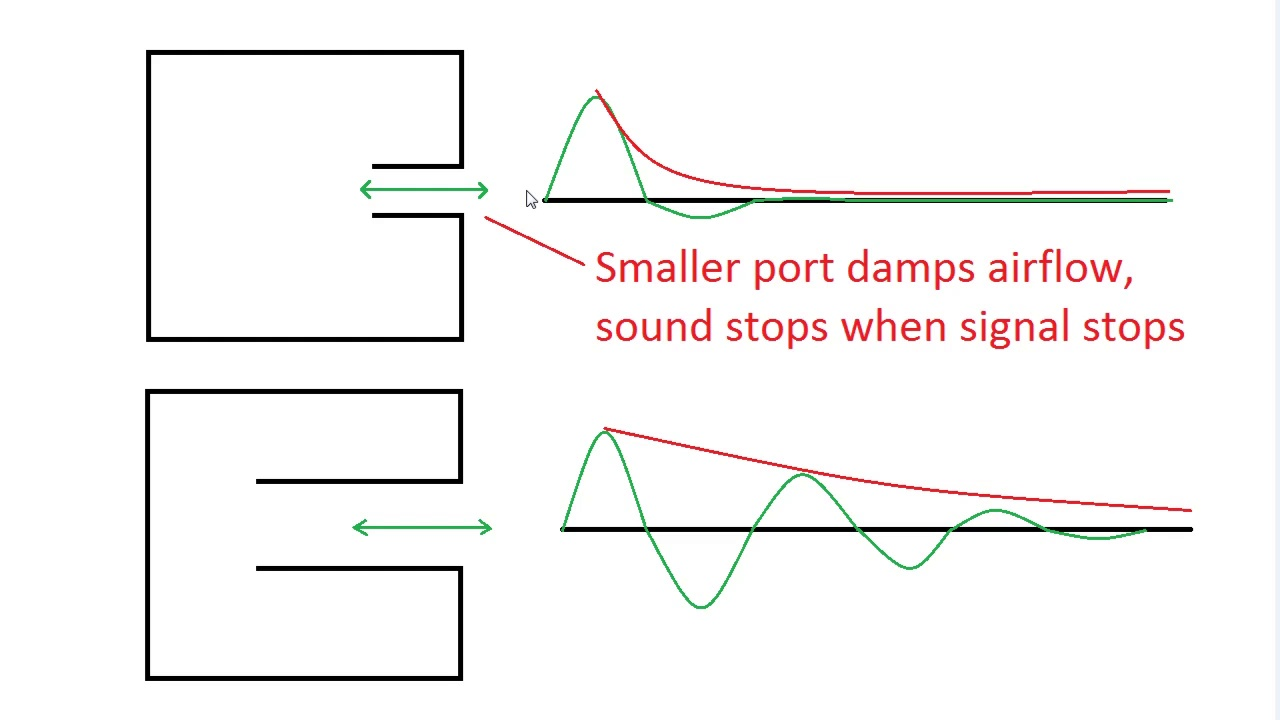 Smaller port damps airflow,
sound stops when signal stops